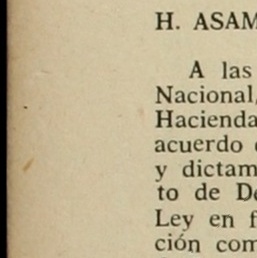 H. ASAM
A las
Nacional,
Hacienda
acuerdo
y dictam
to de De
Ley en f
ción com